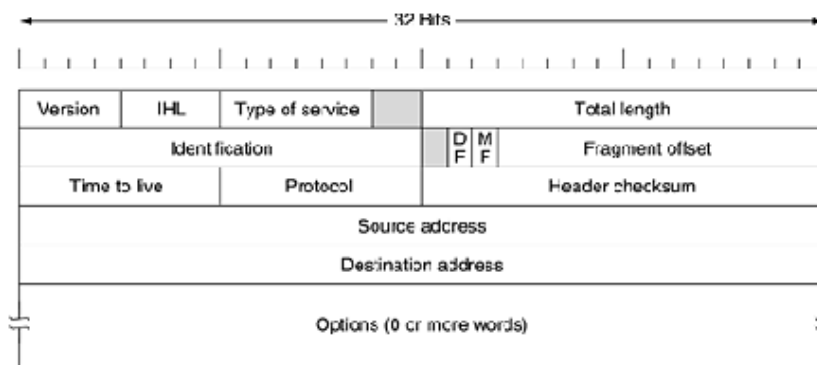 32 Bits
Version IHL Type of service Total length
Identification D F M F Fragment offset
Time to live Protocol Header checksum
Source address
Destination address
Options (0 or more words)